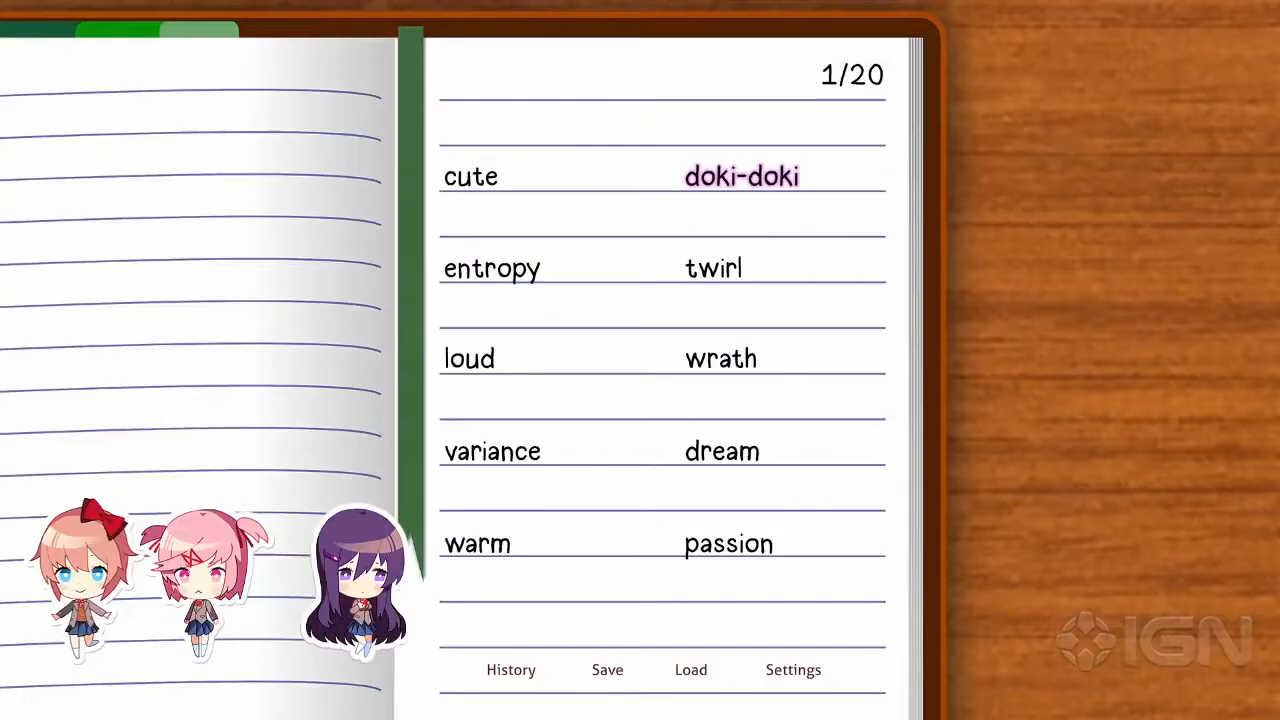 1/20
cute doki-doki
entropy twirl
loud wrath
variance dream
warm passion
History Save Load Settings
IGN